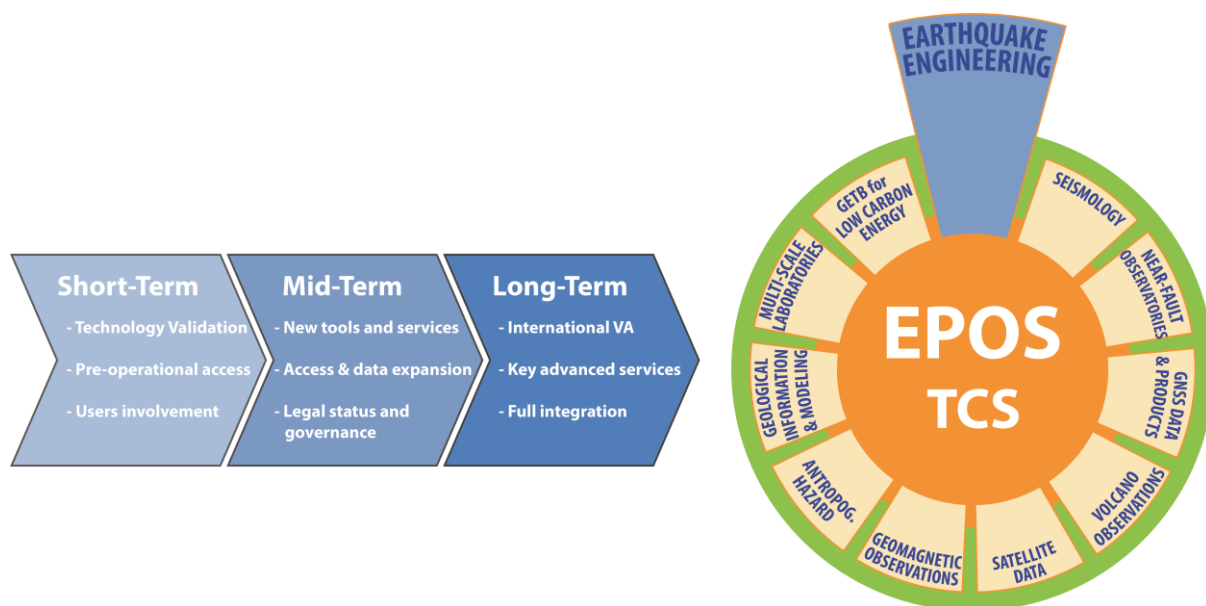 Short-Term
- Technology Validation
- Pre-operational access
- Users involvement
Mid-Term
- New tools and services
- Access & data expansion
- Legal status and
governance
Long-Term
- International VA
- Key advanced services
- Full integration
EARTHQUAKE
ENGINEERING
SEISMOLOGY
NEAR-FAULT
OBSERVATORIES
GNSS DATA
& PRODUCTS
VOLCANO
OBSERVATIONS
SATELLITE
DATA
GEOMAGNETIC
OBSERVATIONS
ANTROPOG.
HAZARD
GEOLOGICAL
INFORMATION
& MODELING
MULTI-SCALE
LABORATORIES
GETB for
LOW CARBON
ENERGY
EPOS
TCS